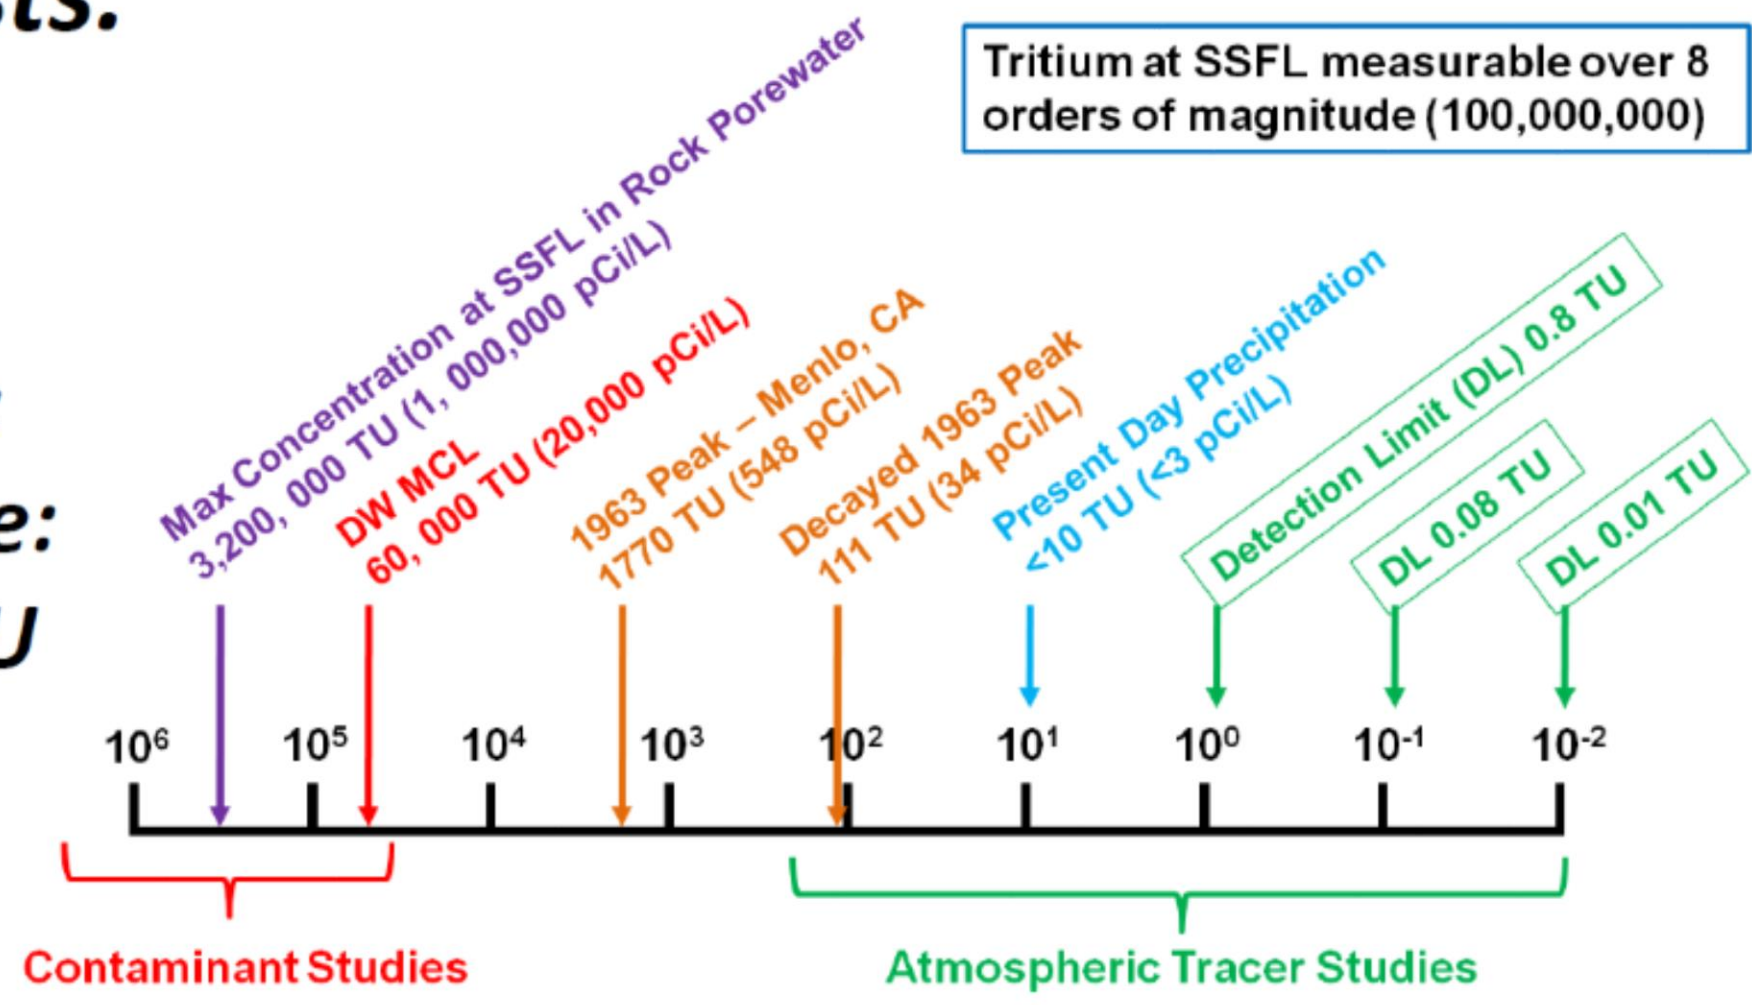 Tritium at SSFL measurable over 8
orders of magnitude (100,000,000)
Max Concentration at SSFL in Rock Porewater
3,200, 000 TU (1, 000,000 pCi/L)
DW MCL
60, 000 TU (20,000 pCi/L)
1963 Peak – Menlo, CA
1770 TU (548 pCi/L)
Decayed 1963 Peak
111 TU (34 pCi/L)
Present Day Precipitation
<10 TU (<3 pCi/L)
Detection Limit (DL) 0.8 TU
DL 0.08 TU
DL 0.01 TU
e:
U
10⁶ 10⁵ 10⁴ 10³ 10² 10¹ 10⁰ 10⁻¹ 10⁻²
Contaminant Studies
Atmospheric Tracer Studies